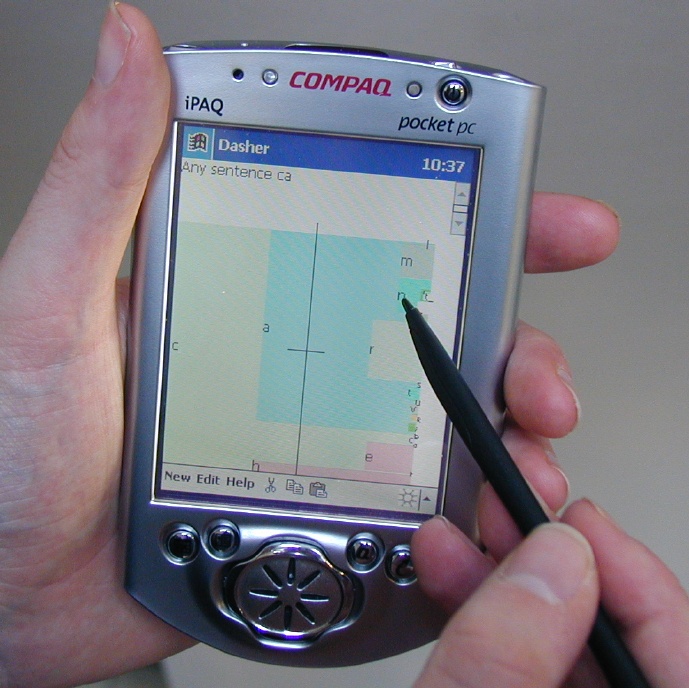 COMPAQ
iPAQ
pocket pc
Dasher
10:37
Any sentence ca
l
m
n
t
a
r
c
s
t
u
v
c
e
h
New Edit Help